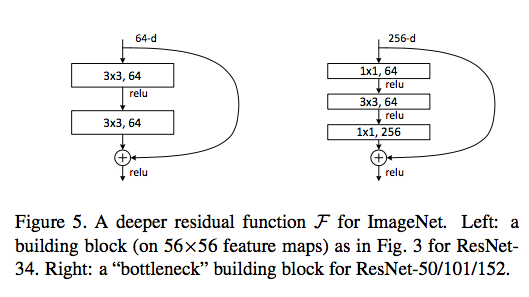 64-d
3x3, 64
relu
3x3, 64
+
relu
256-d
1x1, 64
relu
3x3, 64
relu
1x1, 256
+
relu
Figure 5. A deeper residual function F for ImageNet. Left: a
building block (on 56×56 feature maps) as in Fig. 3 for ResNet-
34. Right: a “bottleneck” building block for ResNet-50/101/152.